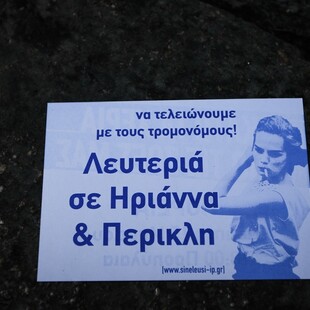 να τελειώνουμε
με τους τρομονόμους!
Λευτεριά
σε Ηριάννα
& Περικλή
(www.sineleusi-ip.gr)